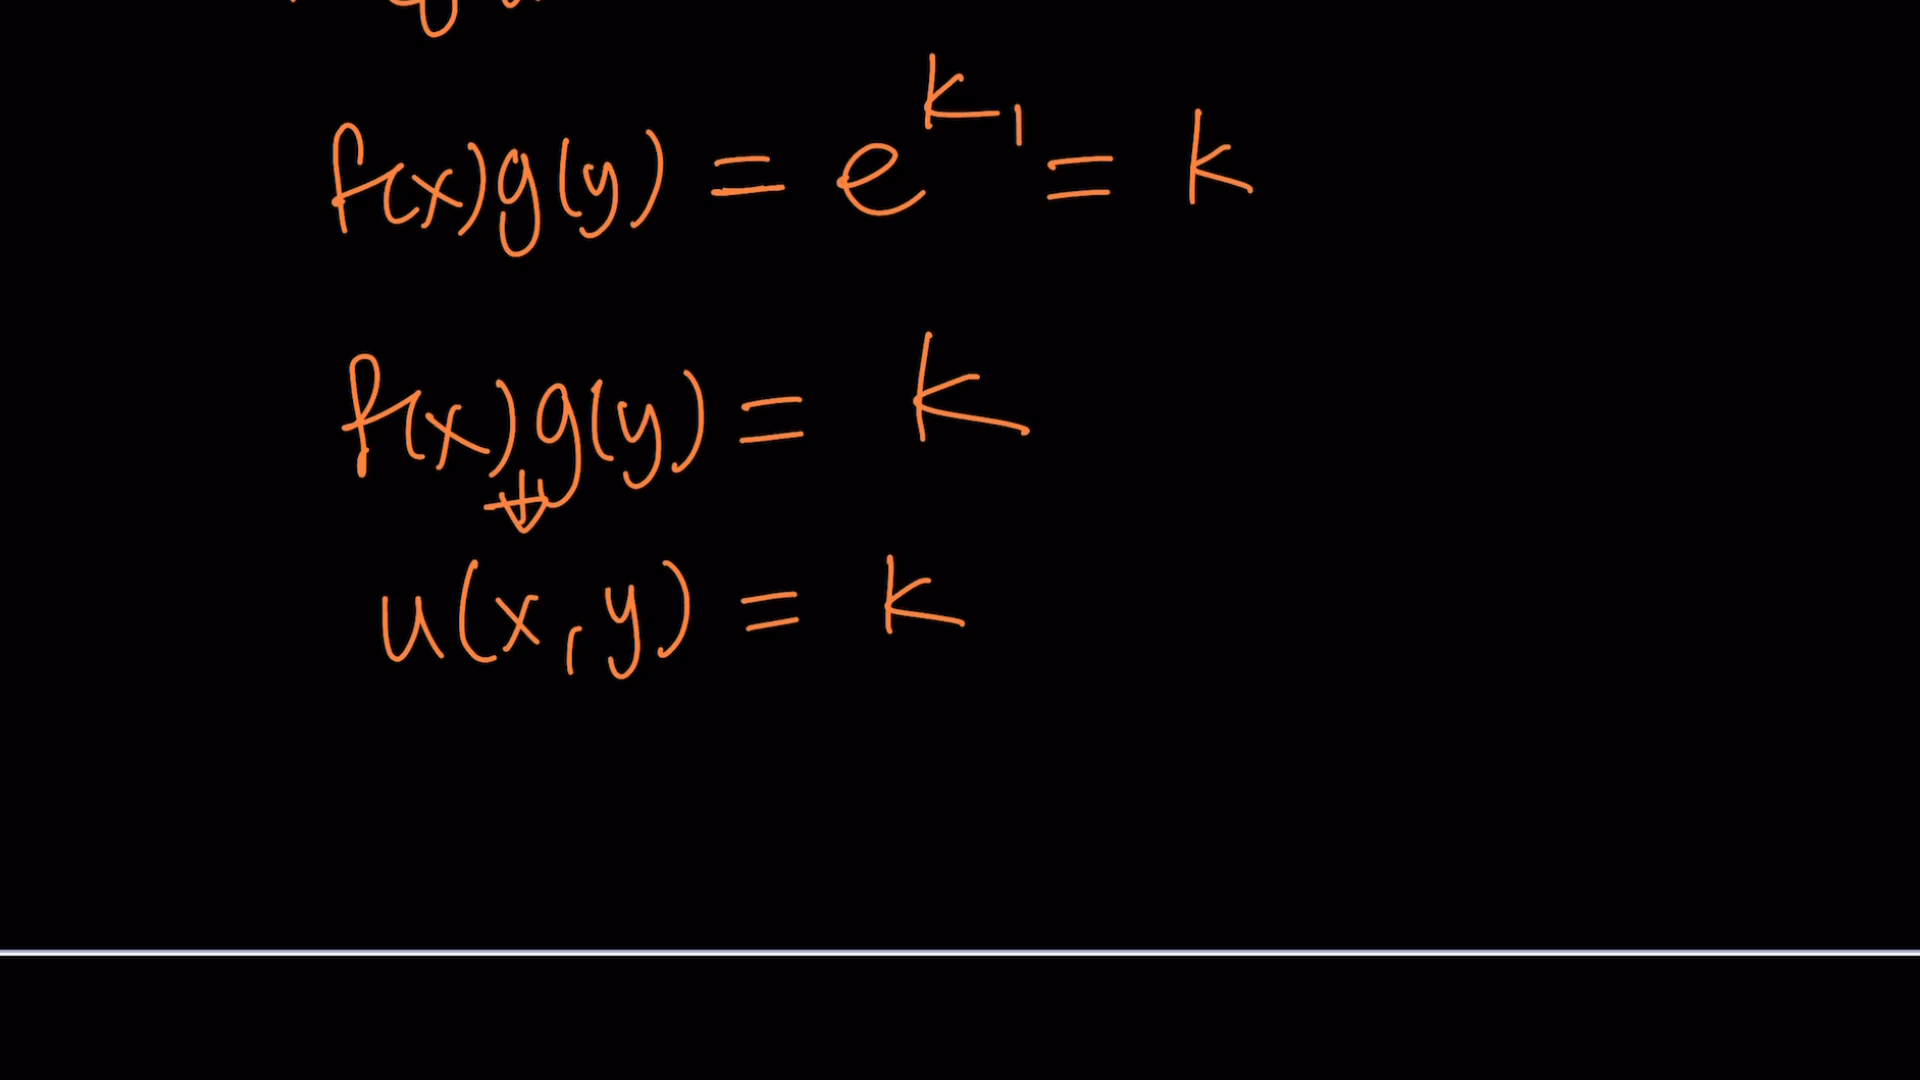 f(x)g(y) = e^{k_1} = k
f(x)g(y) = k
↓
u(x,y) = k